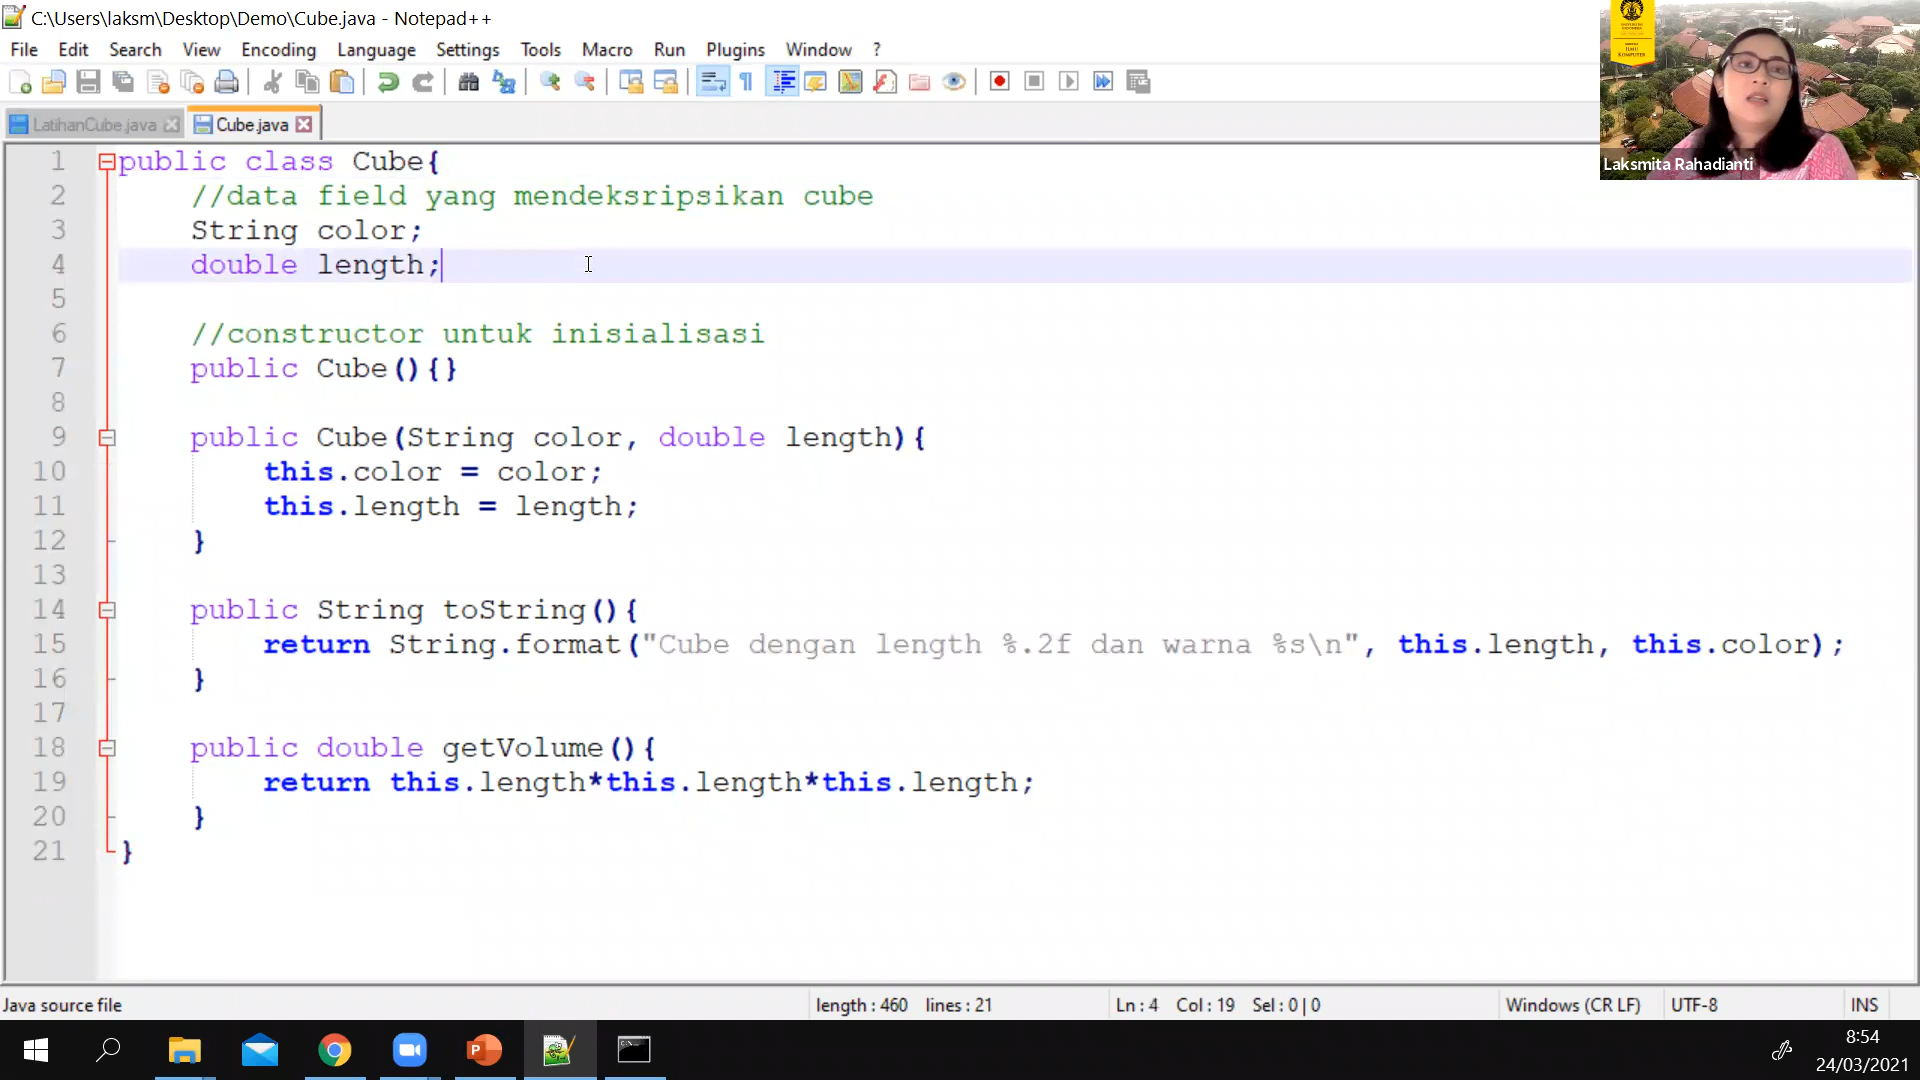 C:\Users\laksm\Desktop\Demo\Cube.java - Notepad++
File Edit Search View Encoding Language Settings Tools Macro Run Plugins Window ?
LatihanCube.java Cube.java
Laksmita Rahadianti
1 public class Cube{
2 //data field yang mendeksripsikan cube
3 String color;
4 double length;
5
6 //constructor untuk inisialisasi
7 public Cube(){}
8
9 public Cube(String color, double length){
10 this.color = color;
11 this.length = length;
12 }
13
14 public String toString(){
15 return String.format("Cube dengan length %.2f dan warna %s\n", this.length, this.color);
16 }
17
18 public double getVolume(){
19 return this.length*this.length*this.length;
20 }
21 }
Java source file length : 460 lines : 21 Ln : 4 Col : 19 Sel : 0 | 0 Windows (CR LF) UTF-8 INS
8:54
24/03/2021